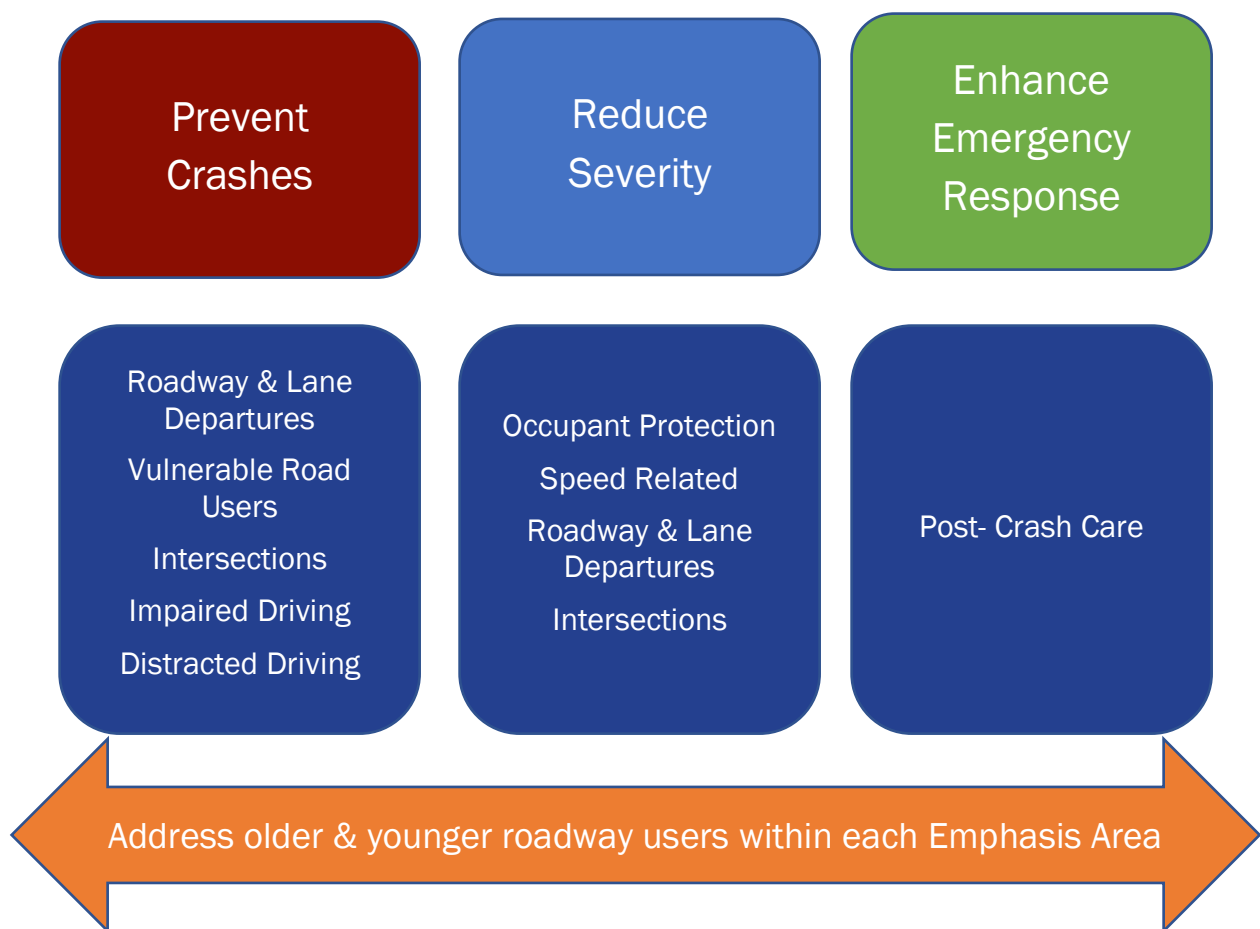 Prevent
Crashes
Reduce
Severity
Enhance
Emergency
Response
Roadway & Lane
Departures
Vulnerable Road
Users
Intersections
Impaired Driving
Distracted Driving
Occupant Protection
Speed Related
Roadway & Lane
Departures
Intersections
Post- Crash Care
Address older & younger roadway users within each Emphasis Area